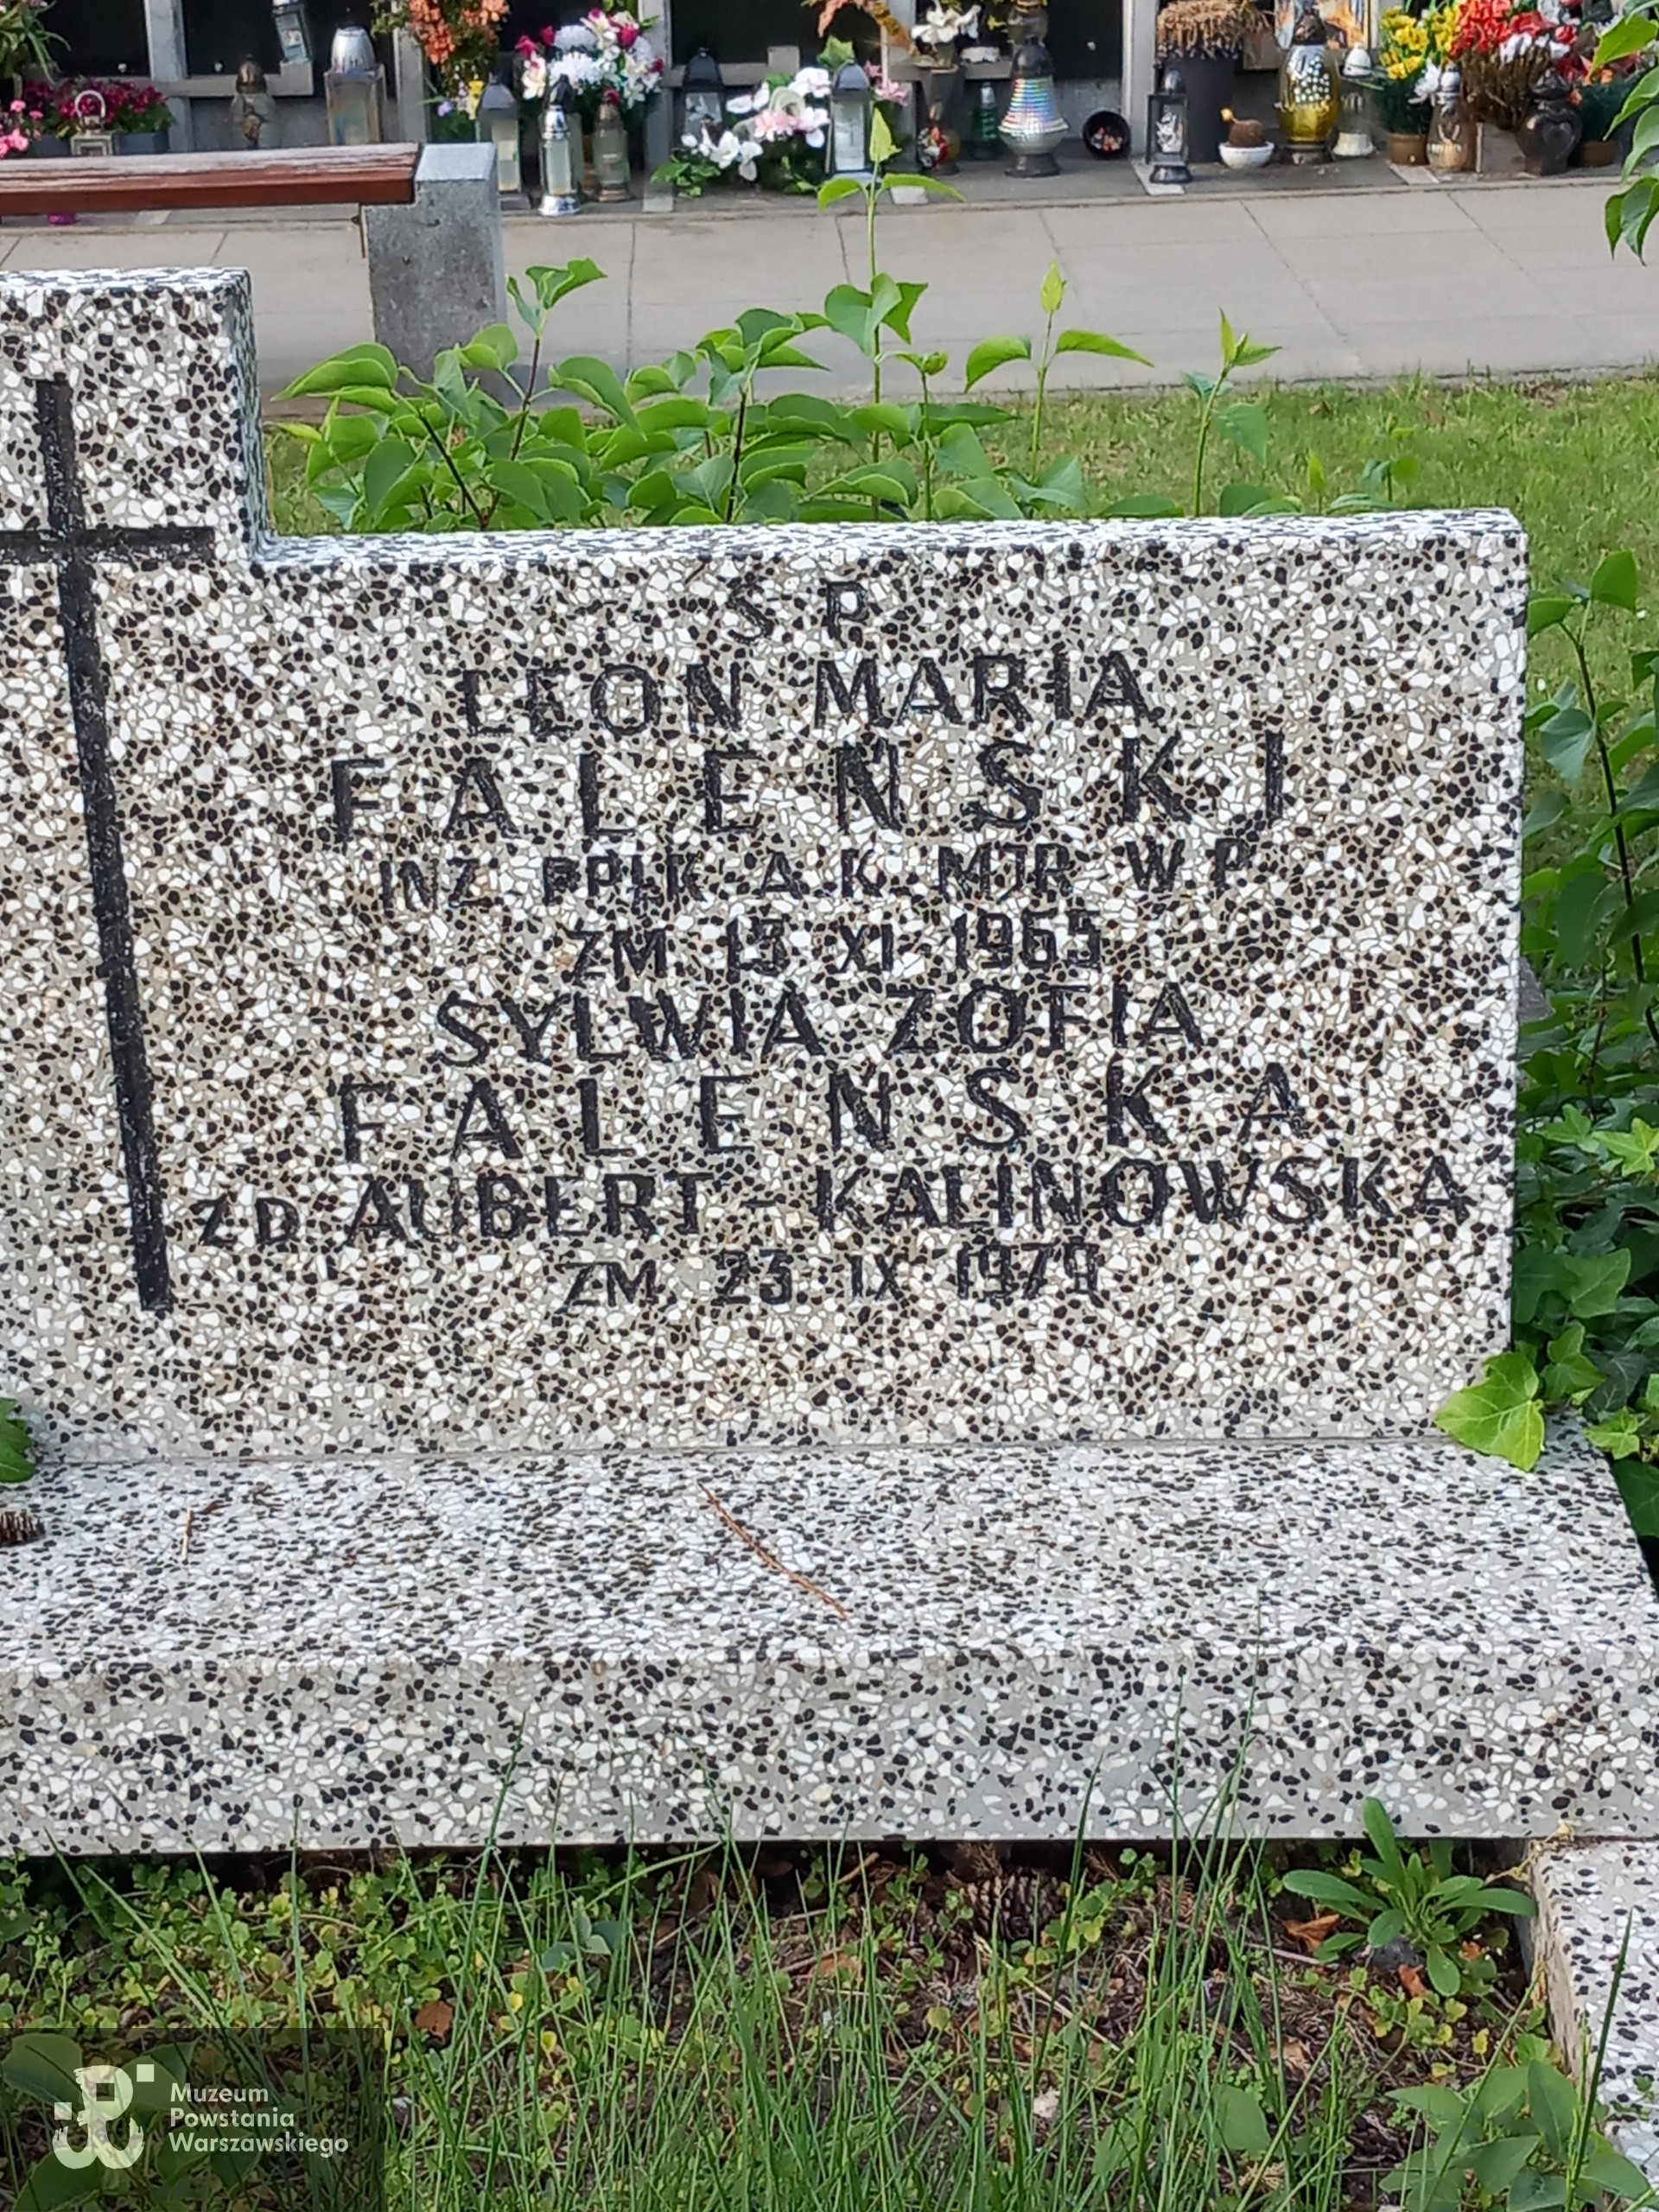 Ś P
LEON MARIA
FALEŃSKI
INŻ PPŁK A K MJR W P
ZM 13 XI 1965
SYLWIA ZOFIA
FALEŃSKA
ZD AUBERT-KALINOWSKA
ZM 23 IX 1979
Muzeum
Powstania
Warszawskiego